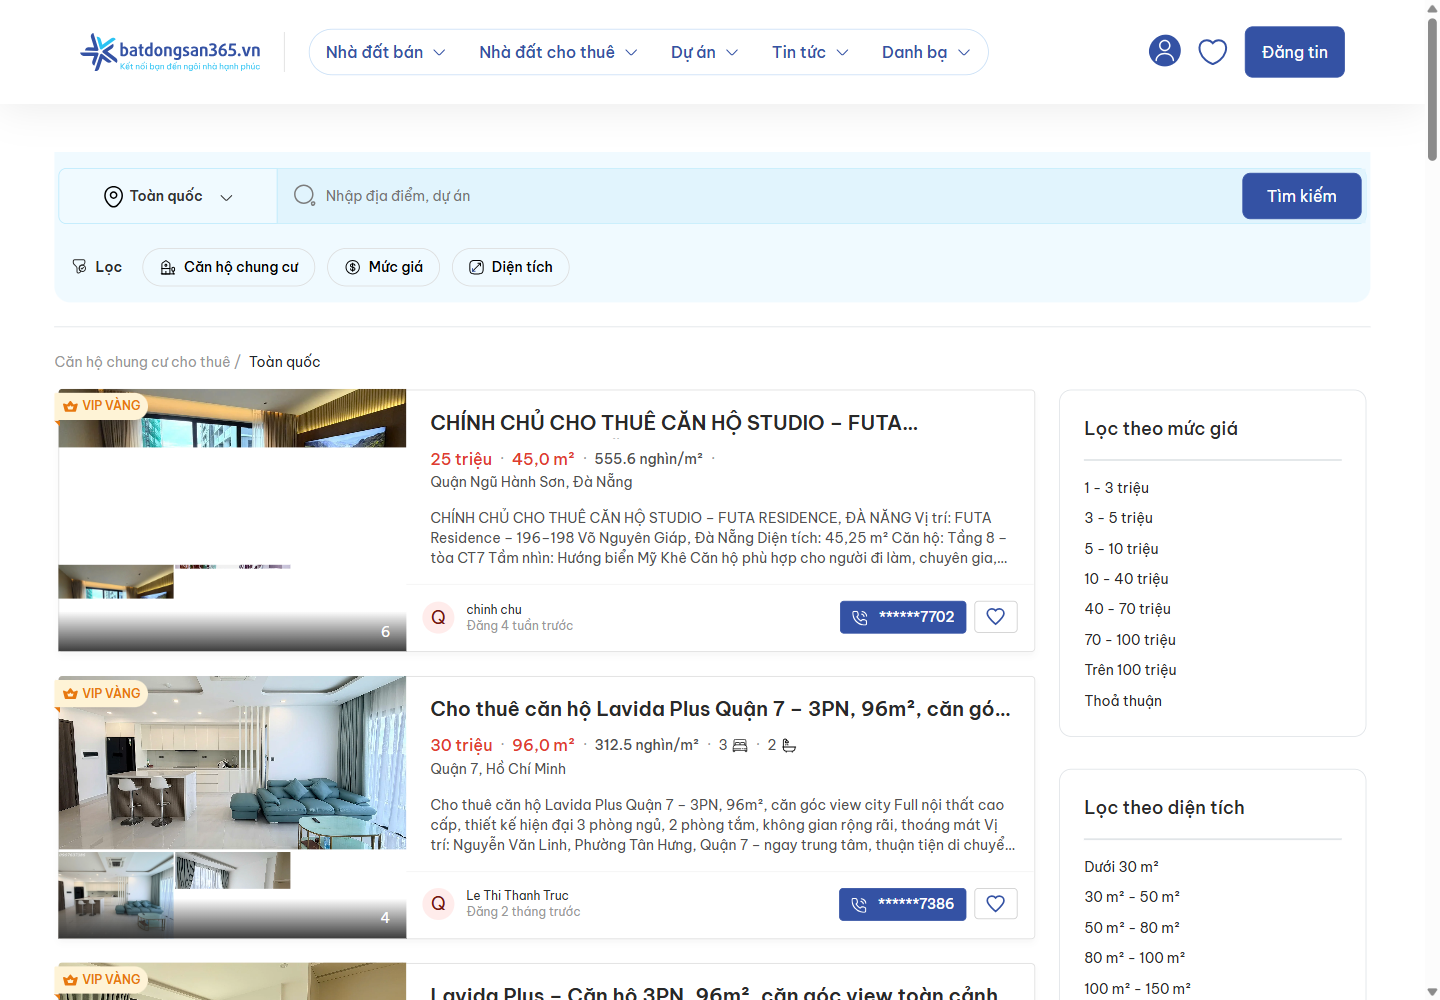 batdongsan365.vn
Kết nối bạn đến ngôi nhà hạnh phúc
Nhà đất bán
Nhà đất cho thuê
Dự án
Tin tức
Danh bạ
Đăng tin
Toàn quốc
Nhập địa điểm, dự án
Tìm kiếm
Lọc
Căn hộ chung cư
Mức giá
Diện tích
Căn hộ chung cư cho thuê / Toàn quốc
VIP VÀNG
6
CHÍNH CHỦ CHO THUÊ CĂN HỘ STUDIO – FUTA...
25 triệu · 45,0 m² · 555.6 nghìn/m² ·
Quận Ngũ Hành Sơn, Đà Nẵng
CHÍNH CHỦ CHO THUÊ CĂN HỘ STUDIO – FUTA RESIDENCE, ĐÀ NẴNG Vị trí: FUTA
Residence – 196–198 Võ Nguyên Giáp, Đà Nẵng Diện tích: 45,25 m² Căn hộ: Tầng 8 –
tòa CT7 Tầm nhìn: Hướng biển Mỹ Khê Căn hộ phù hợp cho người đi làm, chuyên gia,...
Q
chinh chu
Đăng 4 tuần trước
******7702
VIP VÀNG
4
Cho thuê căn hộ Lavida Plus Quận 7 – 3PN, 96m², căn gó...
30 triệu · 96,0 m² · 312.5 nghìn/m² · 3 · 2
Quận 7, Hồ Chí Minh
Cho thuê căn hộ Lavida Plus Quận 7 – 3PN, 96m², căn góc view city Full nội thất cao
cấp, thiết kế hiện đại 3 phòng ngủ, 2 phòng tắm, không gian rộng rãi, thoáng mát Vị
trí: Nguyễn Văn Linh, Phường Tân Hưng, Quận 7 – ngay trung tâm, thuận tiện di chuyể...
Q
Le Thi Thanh Truc
Đăng 2 tháng trước
******7386
VIP VÀNG
Lavida Plus – Căn hộ 3PN, 96m², căn góc view toàn cảnh
Lọc theo mức giá
1 - 3 triệu
3 - 5 triệu
5 - 10 triệu
10 - 40 triệu
40 - 70 triệu
70 - 100 triệu
Trên 100 triệu
Thoả thuận
Lọc theo diện tích
Dưới 30 m²
30 m² - 50 m²
50 m² - 80 m²
80 m² - 100 m²
100 m² - 150 m²